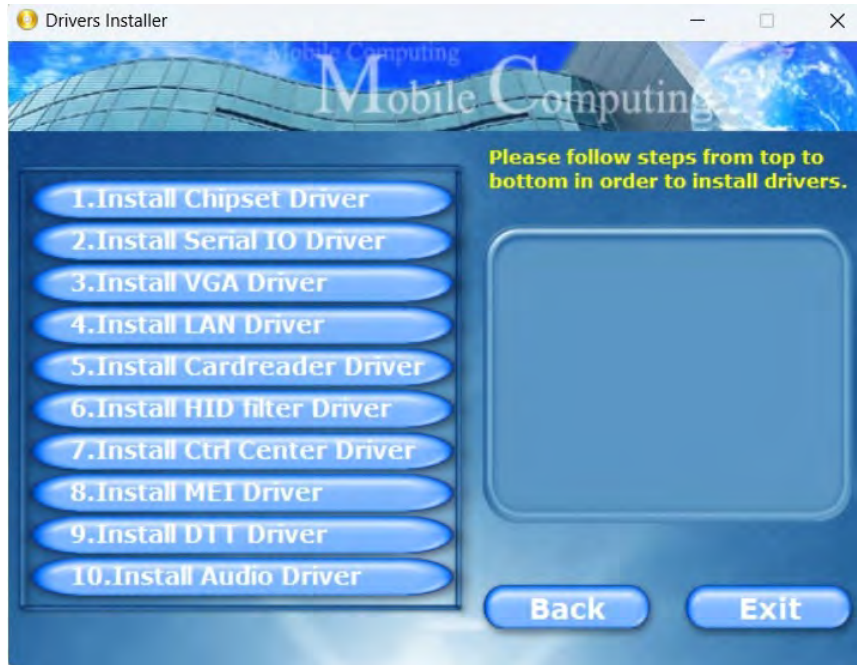 Drivers Installer
Mobile Computing
Mobile Computing
Please follow steps from top to
bottom in order to install drivers.
1.Install Chipset Driver
2.Install Serial IO Driver
3.Install VGA Driver
4.Install LAN Driver
5.Install Cardreader Driver
6.Install HID filter Driver
7.Install Ctrl Center Driver
8.Install MEI Driver
9.Install DTT Driver
10.Install Audio Driver
Back
Exit